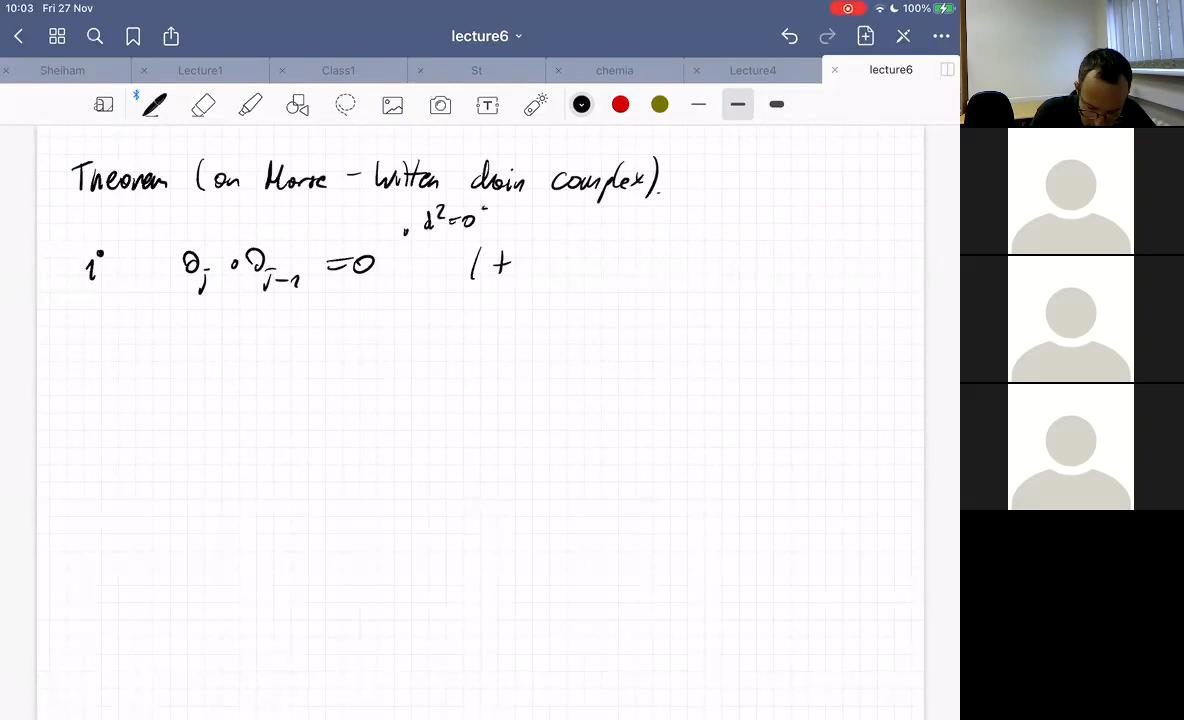 10:03 Fri 27 Nov
100%
lecture6
Sheiham Lecture1 Class1 St chemia Lecture4 lecture6
Theorem (on Morse - Witten chain complex).
"d²=0"
1° ∂j ∘ ∂j-1 = 0 ( +